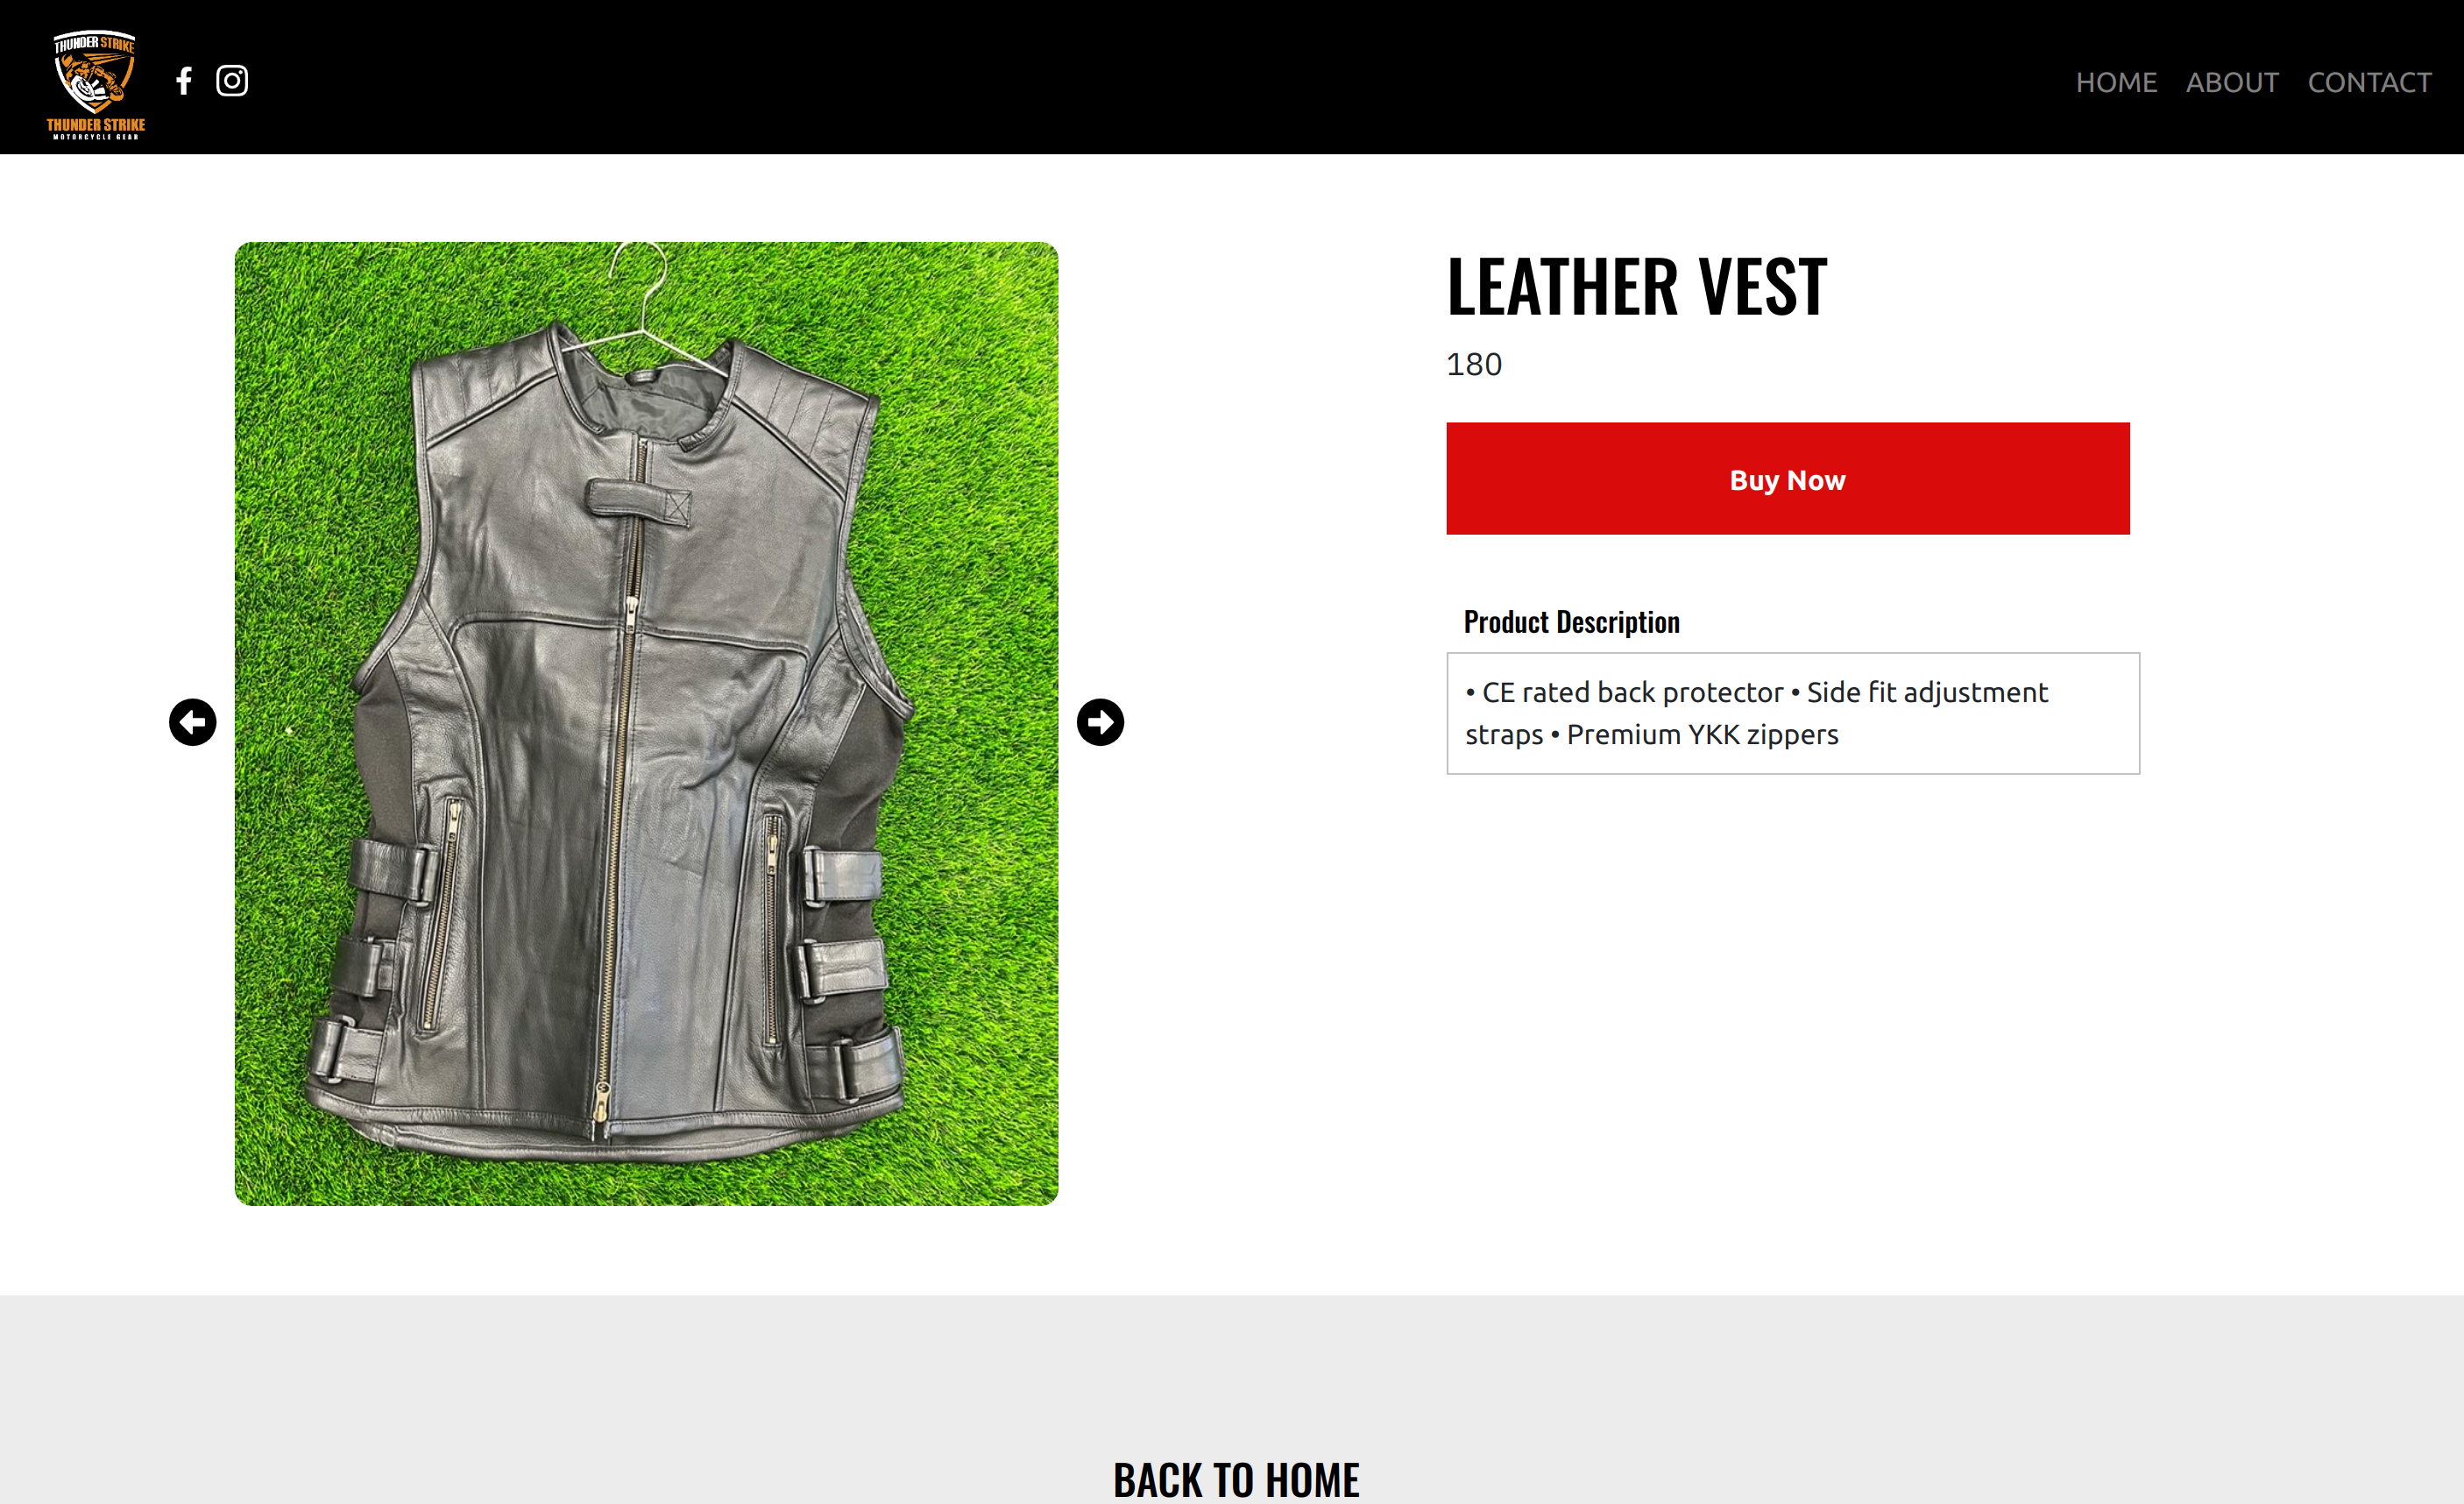 THUNDER STRIKE
THUNDER STRIKE
MOTORCYCLE GEAR
HOME ABOUT CONTACT
LEATHER VEST
180
Buy Now
Product Description
• CE rated back protector • Side fit adjustment
straps • Premium YKK zippers
BACK TO HOME